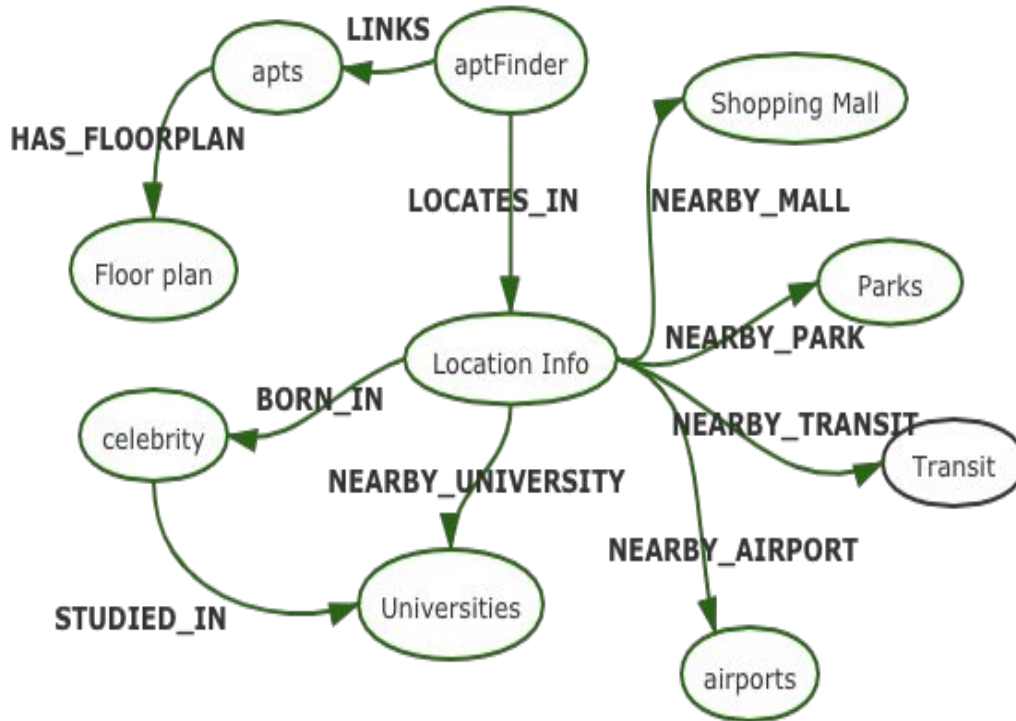 LINKS
apts
aptFinder
Shopping Mall
HAS_FLOORPLAN
LOCATES_IN
NEARBY_MALL
Floor plan
Parks
NEARBY_PARK
Location Info
BORN_IN
NEARBY_TRANSIT
celebrity
Transit
NEARBY_UNIVERSITY
NEARBY_AIRPORT
Universities
STUDIED_IN
airports